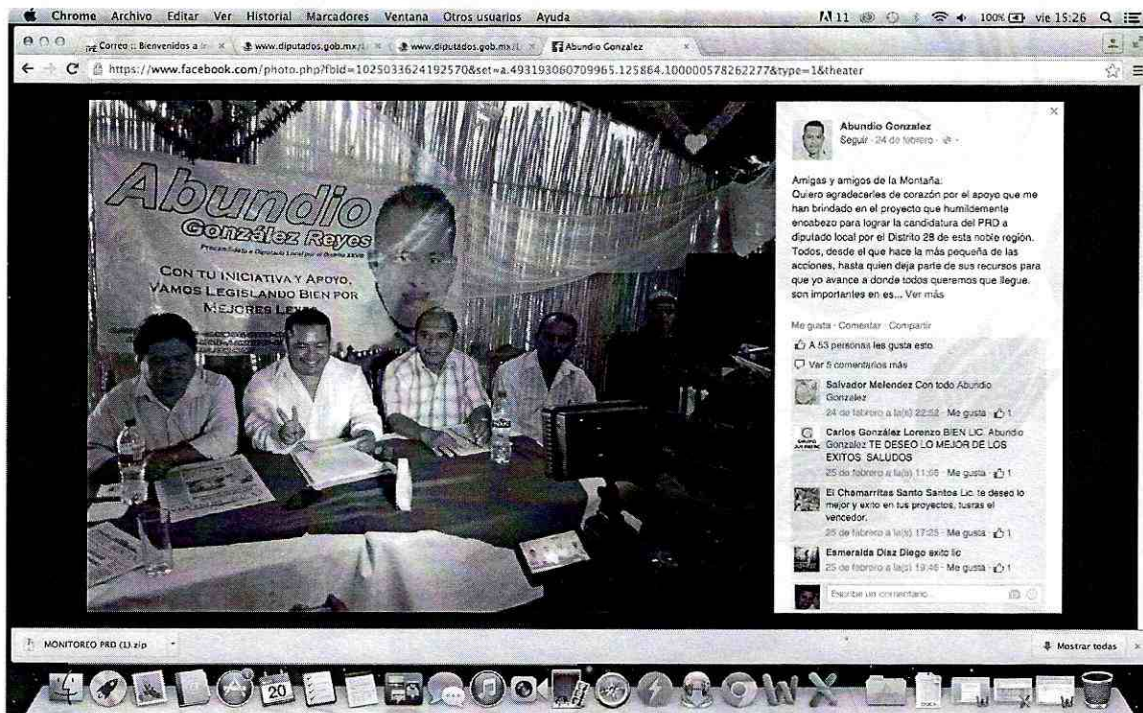 Chrome Archivo Editar Ver Historial Marcadores Ventana Otros usuarios Ayuda
11
100%
vie 15:26
Correo :: Bienvenidos a
www.diputados.gob.mx/L
www.diputados.gob.mx/L
Abundio Gonzalez
https://www.facebook.com/photo.php?fbid=1025033624192570&set=a.493193060709965.125864.100000578262277&type=1&theater
Abundio
González Reyes
Precandidato a Diputado Local por el Distrito XXVIII
CON TU INICIATIVA Y APOYO,
VAMOS LEGISLANDO BIEN POR
MEJORES
Abundio Gonzalez
Seguir · 24 de febrero ·
Amigas y amigos de la Montaña:
Quiero agradecerles de corazón por el apoyo que me
han brindado en el proyecto que humildemente
encabezo para lograr la candidatura del PRD a
diputado local por el Distrito 28 de esta noble región.
Todos, desde el que hace la más pequeña de las
acciones, hasta quien deja parte de sus recursos para
que yo avance a donde todos queremos que llegue,
son importantes en es... Ver más
Me gusta · Comentar · Compartir
A 53 personas les gusta esto.
Ver 5 comentarios más
Salvador Melendez Con todo Abundio
Gonzalez
24 de febrero a la(s) 22:52 · Me gusta · 1
Carlos González Lorenzo BIEN LIC. Abundio
Gonzalez TE DESEO LO MEJOR DE LOS
EXITOS. SALUDOS
25 de febrero a la(s) 11:56 · Me gusta · 1
El Chamarritas Santo Santos Lic. te deseo lo
mejor y exito en tus proyectos, tusras el
vencedor.
25 de febrero a la(s) 17:25 · Me gusta · 1
Esmeralda Diaz Diego exito lic
25 de febrero a la(s) 19:46 · Me gusta · 1
Escribe un comentario...
MONITOREO PRD (1).zip
Mostrar todas
20